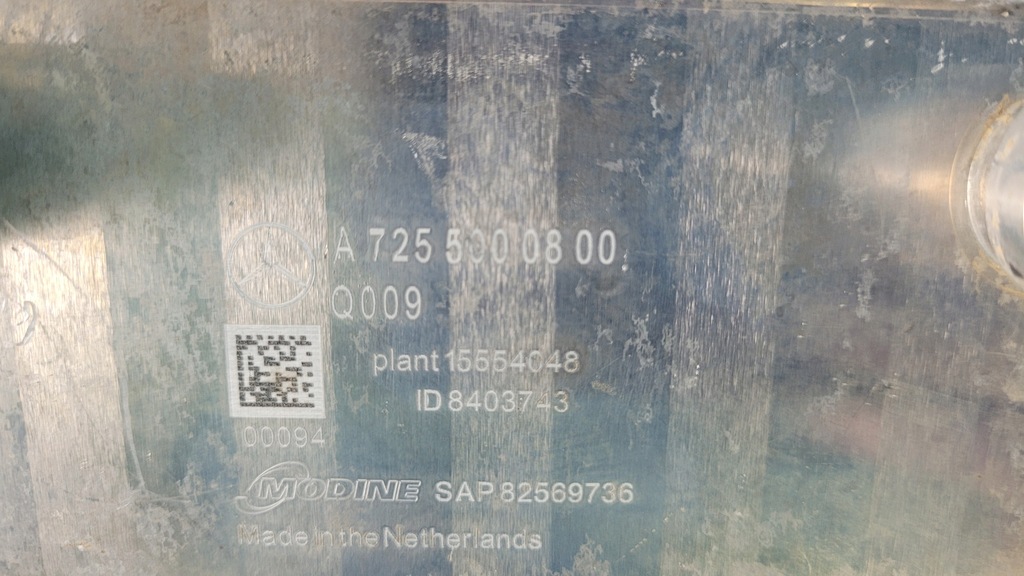 A 725 500 08 00
Q009
plant 15554048
ID 8403743
00094
MODINE SAP 82569736
Made in the Netherlands